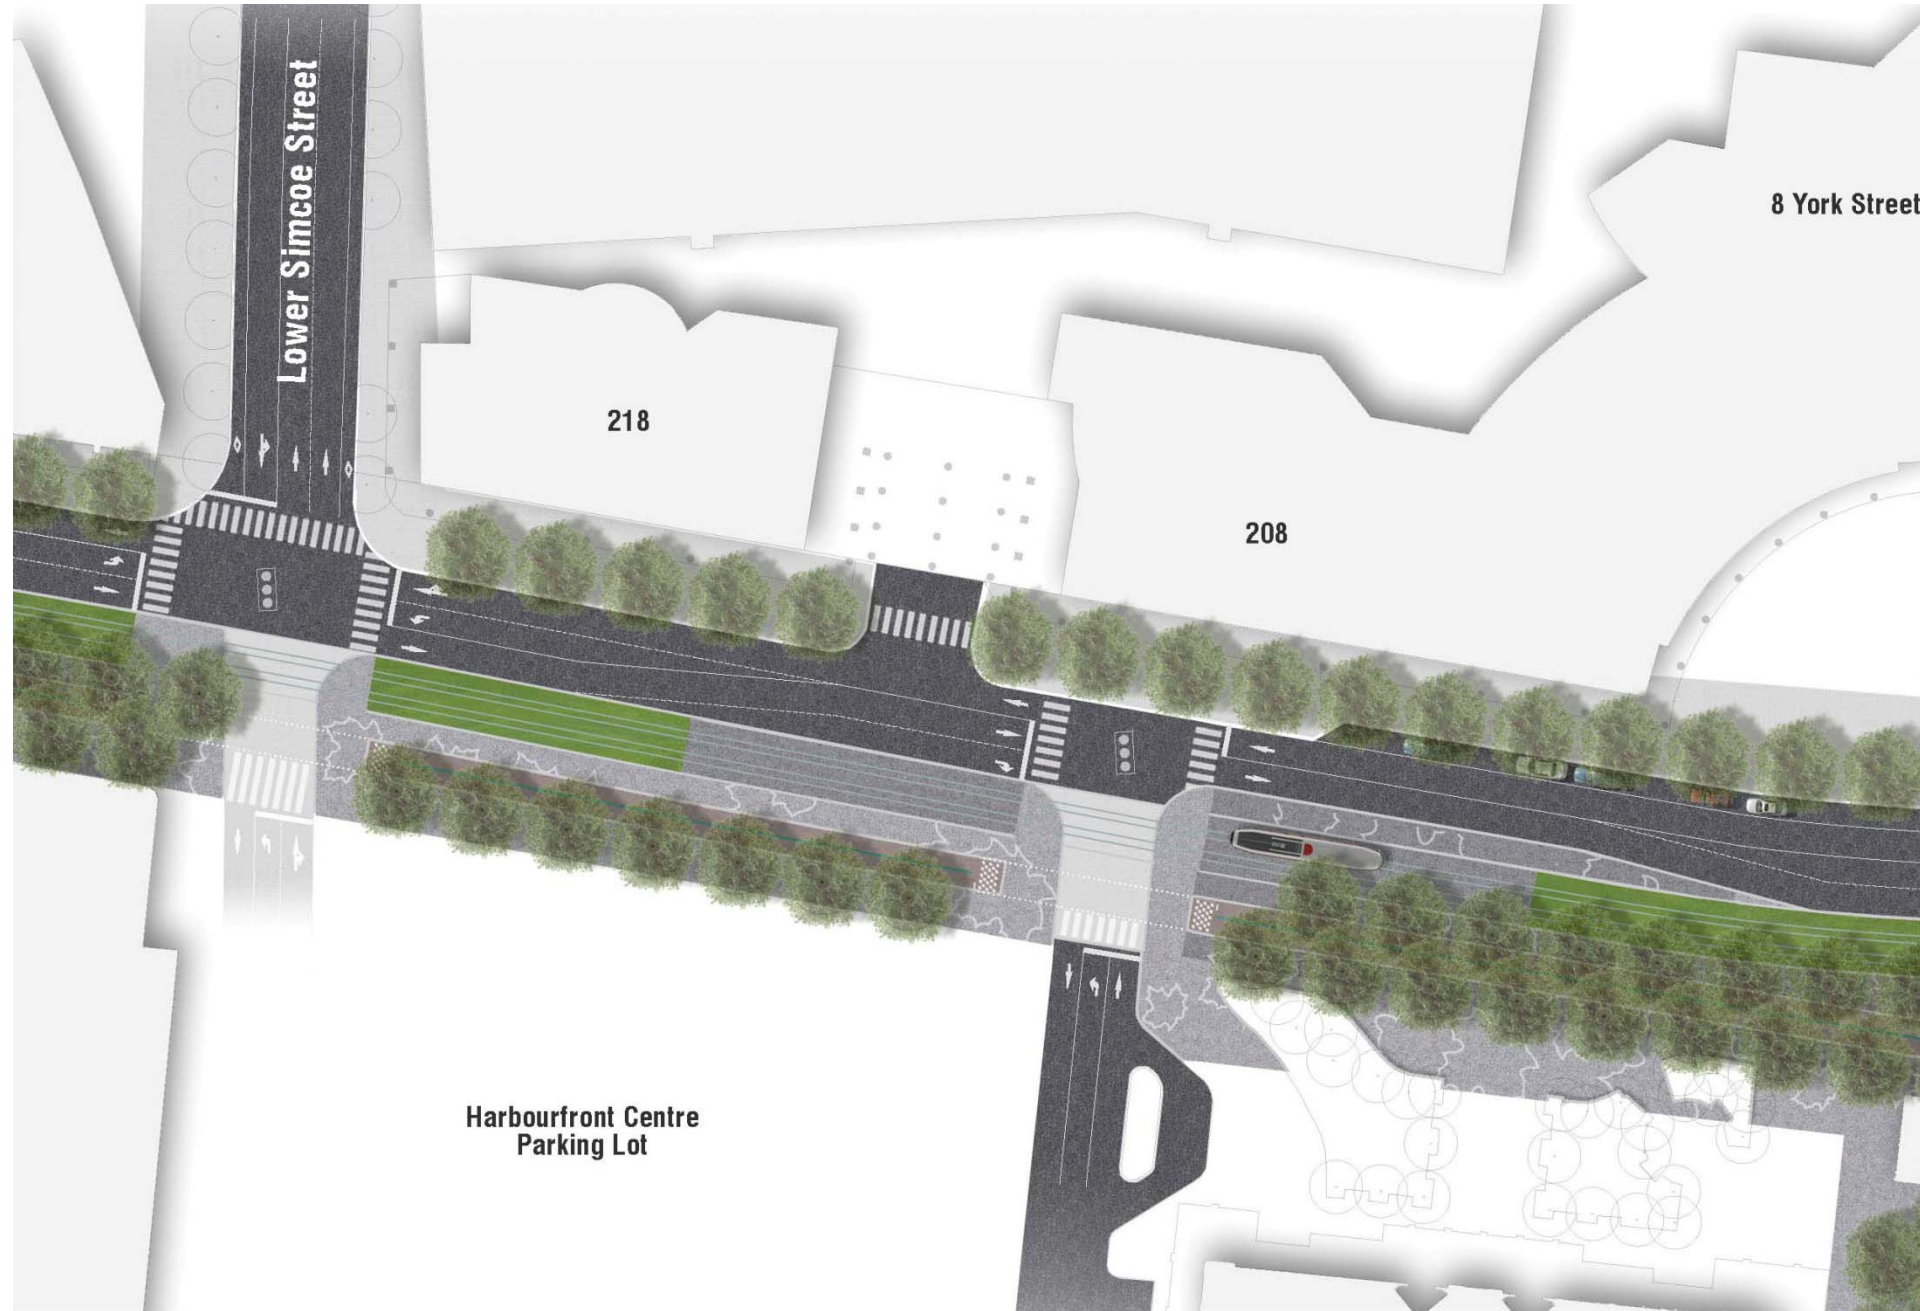 Lower Simcoe Street
8 York Street
218
208
Harbourfront Centre
Parking Lot